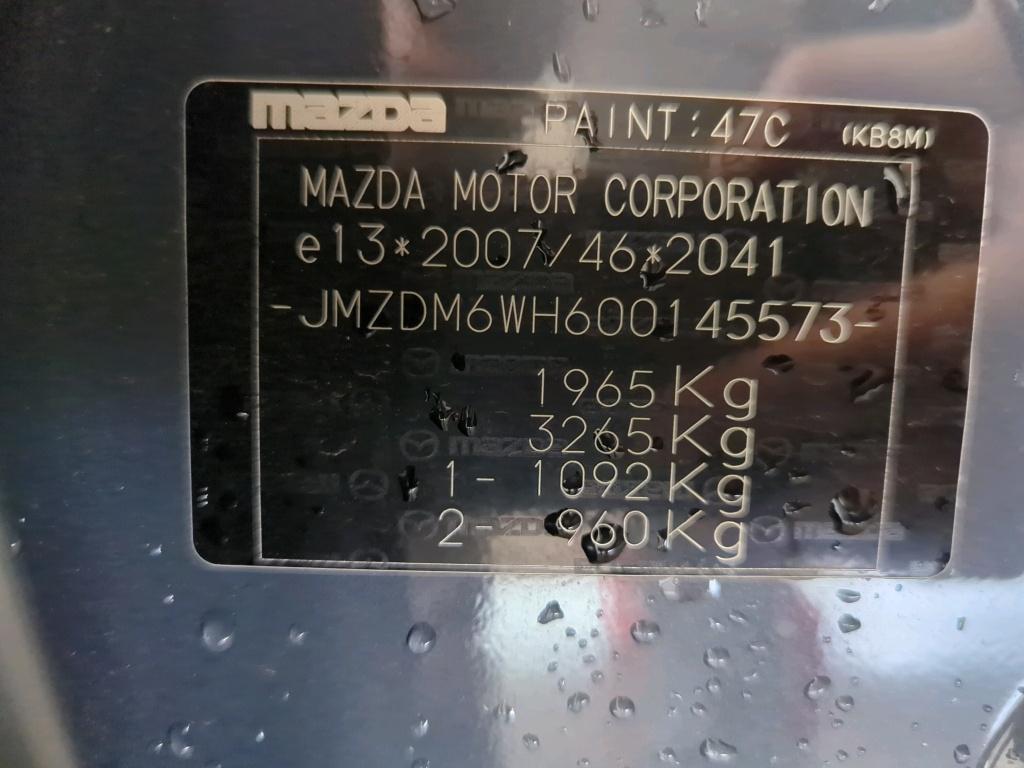 mazda PAINT:47C (KB8M)
MAZDA MOTOR CORPORATION
e13*2007/46*2041
-JMZDM6WH600145573-
1965Kg
3265Kg
1- 1092Kg
2- 960Kg